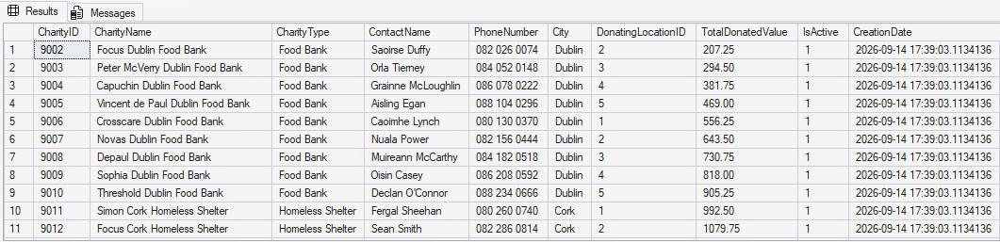 Results Messages
CharityID CharityName CharityType ContactName PhoneNumber City DonatingLocationID TotalDonatedValue IsActive CreationDate
1 9002 Focus Dublin Food Bank Food Bank Saoirse Duffy 082 026 0074 Dublin 2 207.25 1 2026-09-14 17:39:03.1134136
2 9003 Peter McVerry Dublin Food Bank Food Bank Orla Tierney 084 052 0148 Dublin 3 294.50 1 2026-09-14 17:39:03.1134136
3 9004 Capuchin Dublin Food Bank Food Bank Grainne McLoughlin 086 078 0222 Dublin 4 381.75 1 2026-09-14 17:39:03.1134136
4 9005 Vincent de Paul Dublin Food Bank Food Bank Aisling Egan 088 104 0296 Dublin 5 469.00 1 2026-09-14 17:39:03.1134136
5 9006 Crosscare Dublin Food Bank Food Bank Caoimhe Lynch 080 130 0370 Dublin 1 556.25 1 2026-09-14 17:39:03.1134136
6 9007 Novas Dublin Food Bank Food Bank Nuala Power 082 156 0444 Dublin 2 643.50 1 2026-09-14 17:39:03.1134136
7 9008 Depaul Dublin Food Bank Food Bank Muireann McCarthy 084 182 0518 Dublin 3 730.75 1 2026-09-14 17:39:03.1134136
8 9009 Sophia Dublin Food Bank Food Bank Oisin Casey 086 208 0592 Dublin 4 818.00 1 2026-09-14 17:39:03.1134136
9 9010 Threshold Dublin Food Bank Food Bank Declan O'Connor 088 234 0666 Dublin 5 905.25 1 2026-09-14 17:39:03.1134136
10 9011 Simon Cork Homeless Shelter Homeless Shelter Fergal Sheehan 080 260 0740 Cork 1 992.50 1 2026-09-14 17:39:03.1134136
11 9012 Focus Cork Homeless Shelter Homeless Shelter Sean Smith 082 286 0814 Cork 2 1079.75 1 2026-09-14 17:39:03.1134136